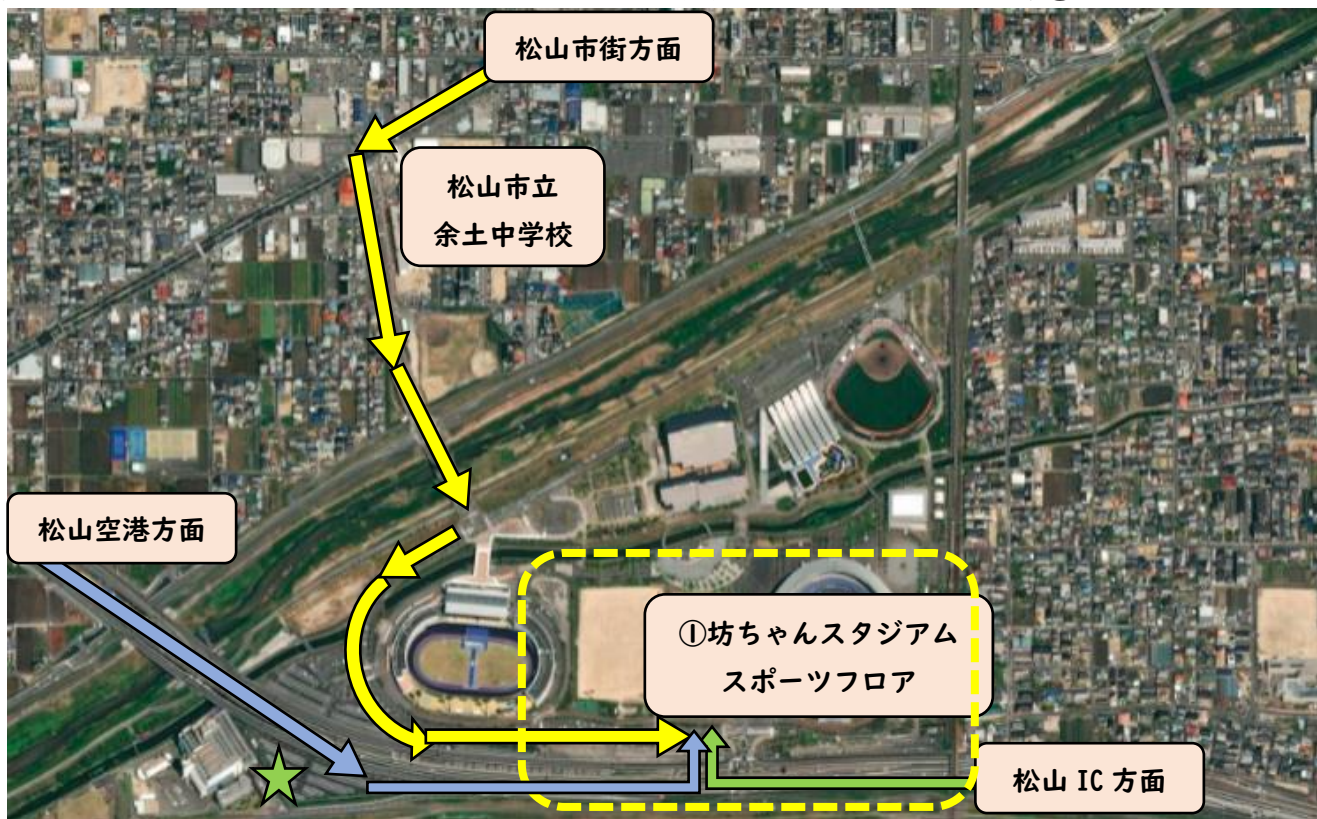 松山市街方面
松山市立
余土中学校
松山空港方面
①坊ちゃんスタジアム
スポーツフロア
松山 IC 方面